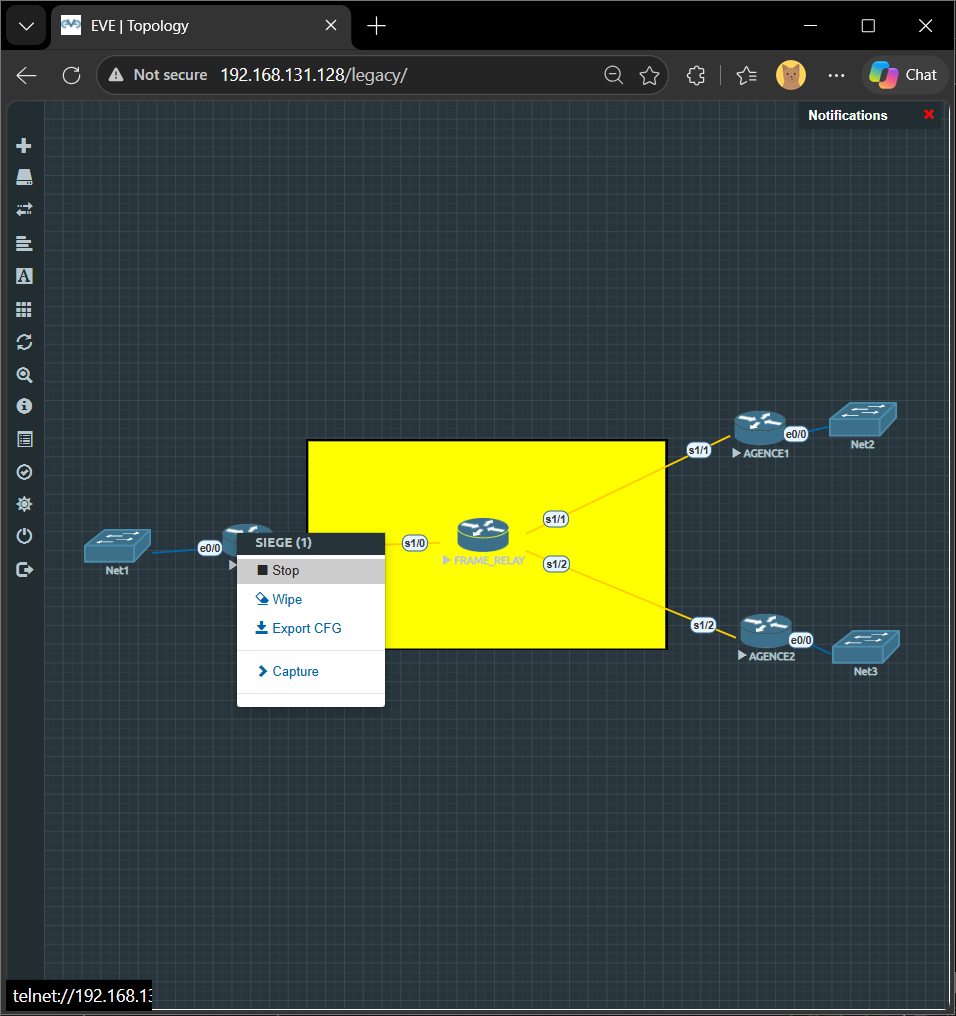 EVE | Topology
Not secure
192.168.131.128/legacy/
Chat
Notifications
s1/1
e0/0
AGENCE1
Net2
s1/1
e0/0
s1/0
FRAME_RELAY
s1/2
Net1
SIEGE (1)
Stop
Wipe
Export CFG
Capture
s1/2
e0/0
AGENCE2
Net3
telnet://192.168.13